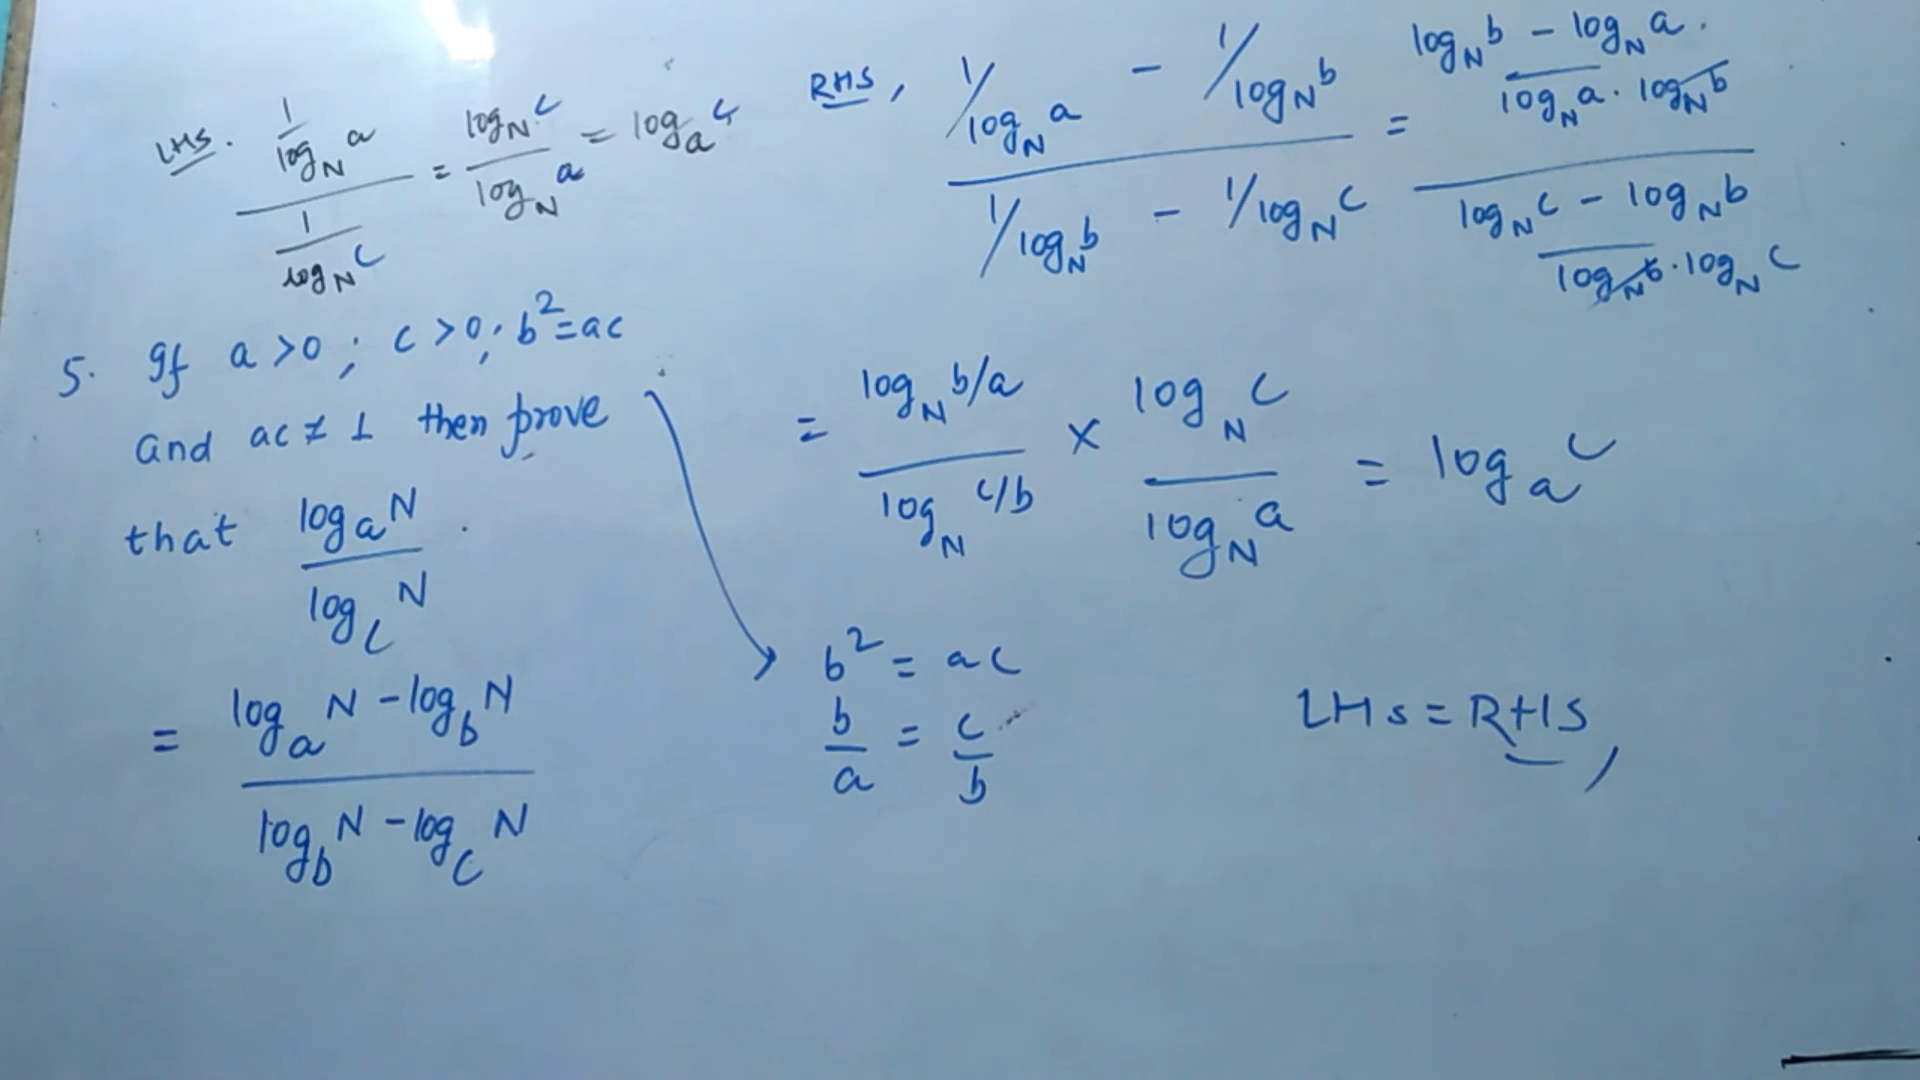 LHS. (1/log_N a)/(1/log_N c) = (log_N c)/(log_N a) = log_a c
5. If a >0 ; c >0; b² = ac
and ac ≠ 1 then prove
that (log_a N)/(log_c N) .
= (log_a N - log_b N)/(log_b N - log_c N)
RHS, (1/log_N a - 1/log_N b)/(1/log_N b - 1/log_N c) = ((log_N b - log_N a.)/(log_N a . log_N b))/((log_N c - log_N b)/(log_N b . log_N c))
= (log_N b/a)/(log_N c/b) × (log_N c)/(log_N a) = log_a c
b² = ac
b/a = c/b
LHS = RHS,